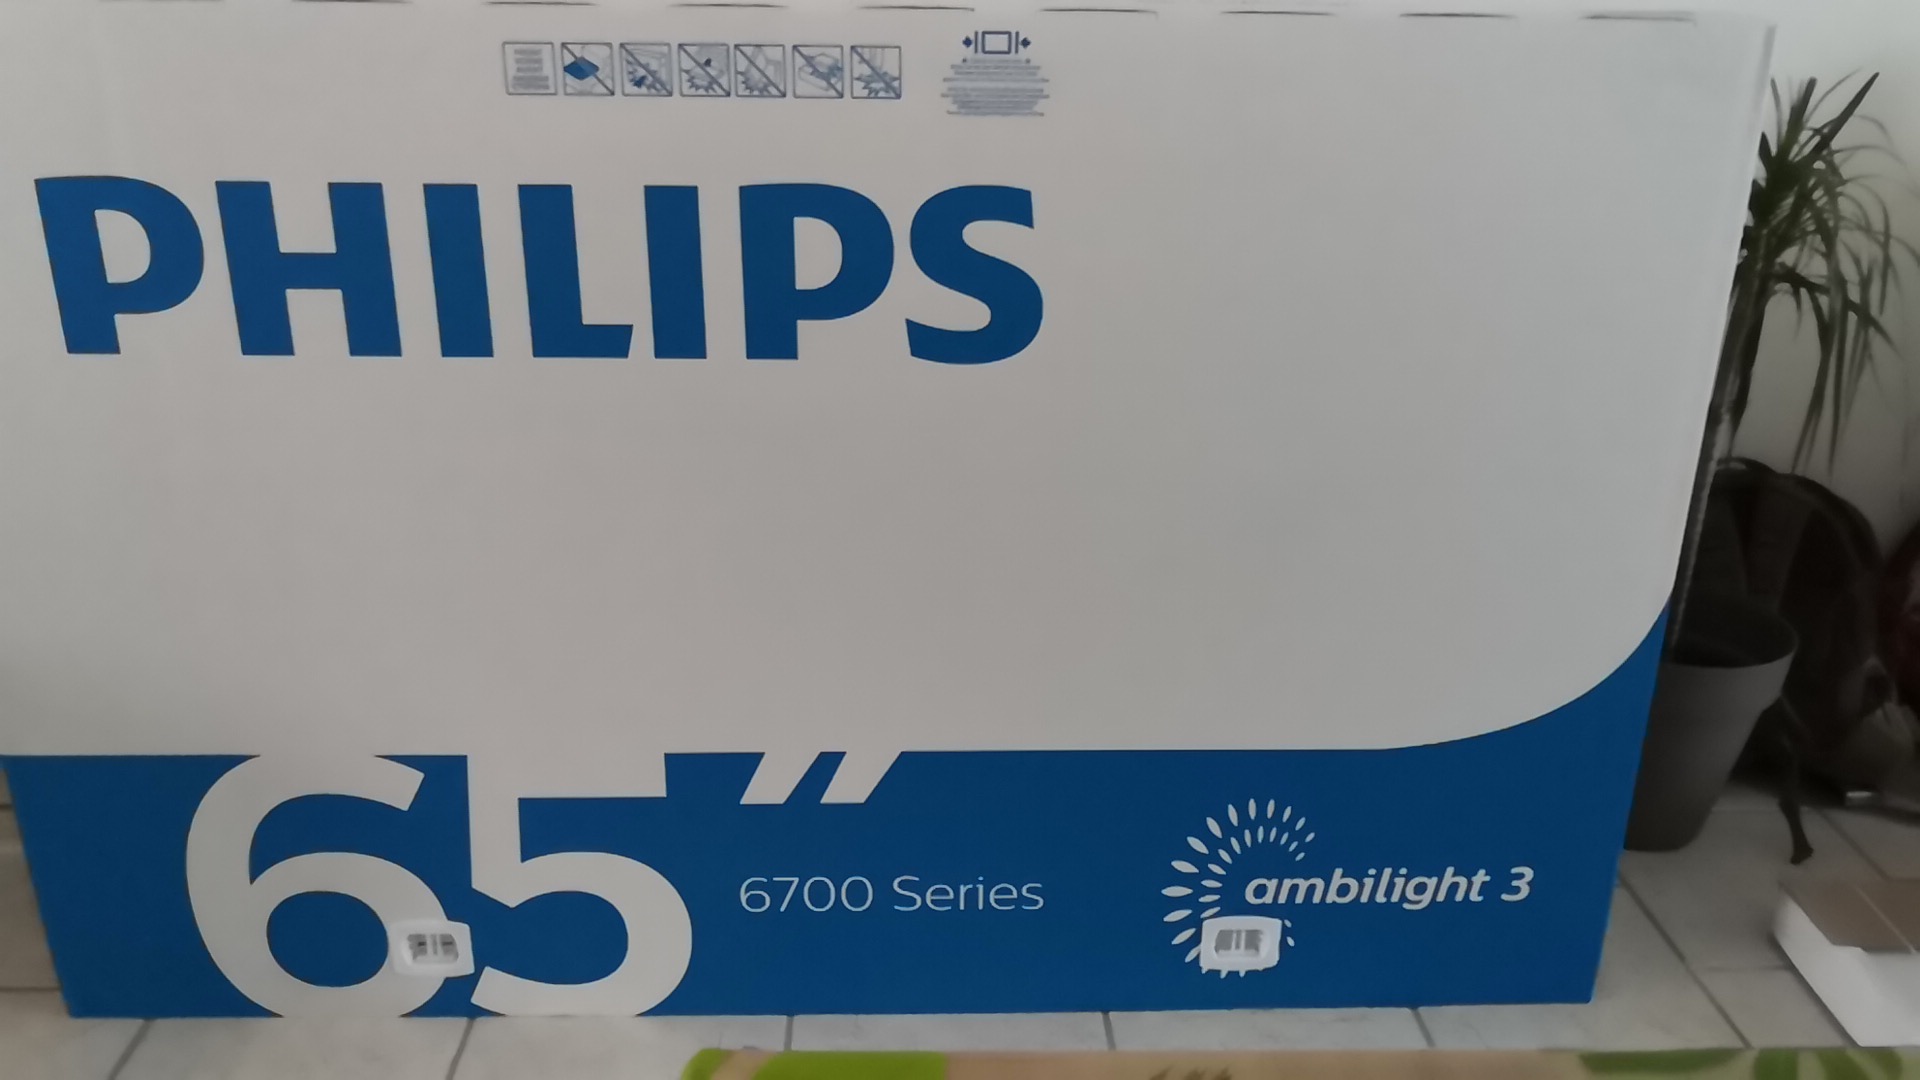 PHILIPS
65"
6700 Series
ambilight 3